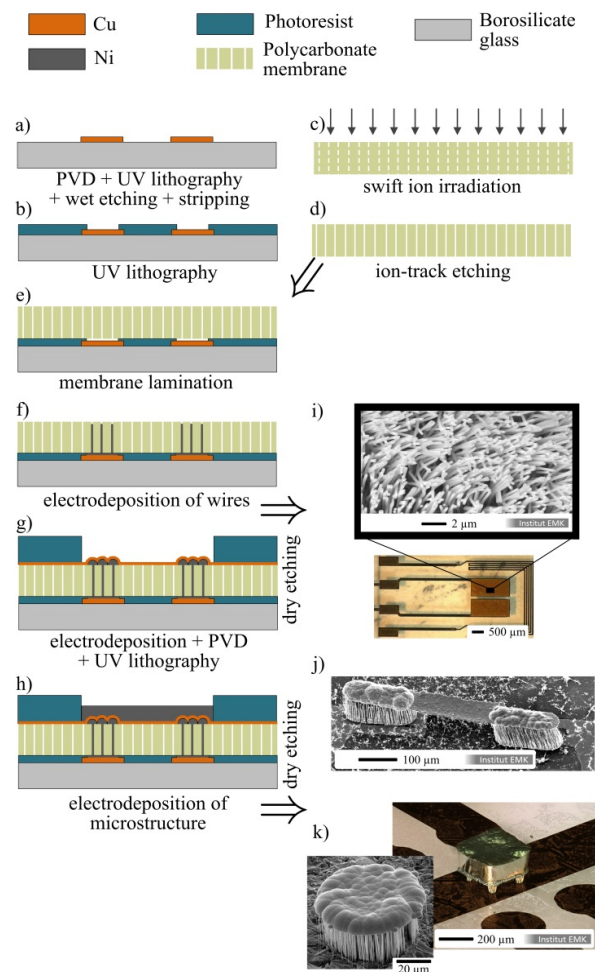 Cu
Photoresist
Borosilicate
glass
Ni
Polycarbonate
membrane
a)
PVD + UV lithography
+ wet etching + stripping
c)
swift ion irradiation
b)
UV lithography
d)
ion-track etching
e)
membrane lamination
f)
electrodeposition of wires
i)
2 µm
Institut EMK
500 µm
g)
dry etching
electrodeposition + PVD
+ UV lithography
j)
100 µm
Institut EMK
h)
dry etching
electrodeposition of
microstructure
k)
20 µm
200 µm
Institut EMK